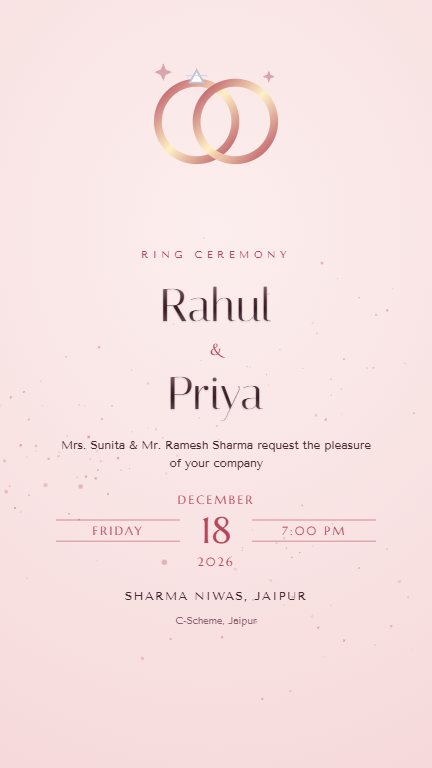 RING CEREMONY
Rahul
&
Priya
Mrs. Sunita & Mr. Ramesh Sharma request the pleasure
of your company
DECEMBER
FRIDAY 18 7:00 PM
2026
SHARMA NIWAS, JAIPUR
C-Scheme, Jaipur